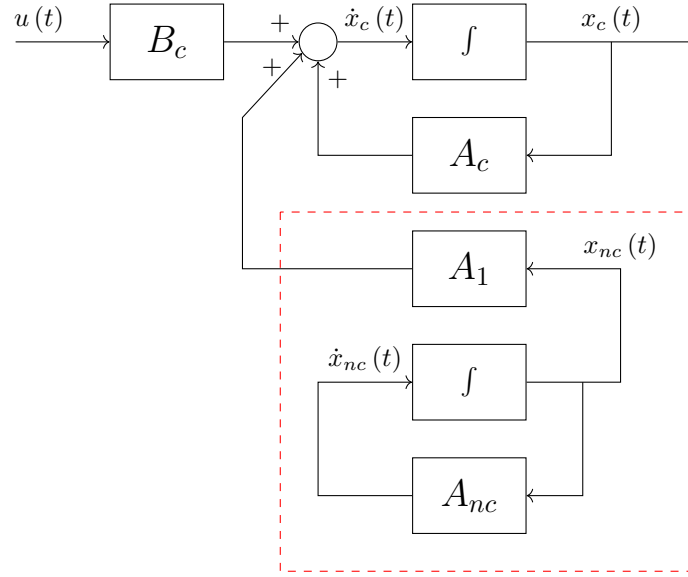 u (t)
B_c
+
+
+
ẋ_c (t)
∫
x_c (t)
A_c
A_1
x_nc (t)
ẋ_nc (t)
∫
A_nc